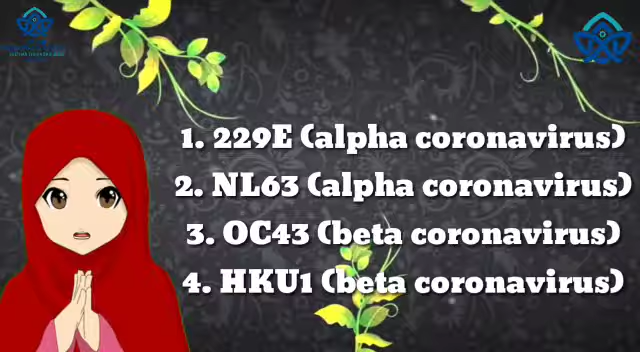 1. 229E (alpha coronavirus)
2. NL63 (alpha coronavirus)
3. OC43 (beta coronavirus)
4. HKU1 (beta coronavirus)